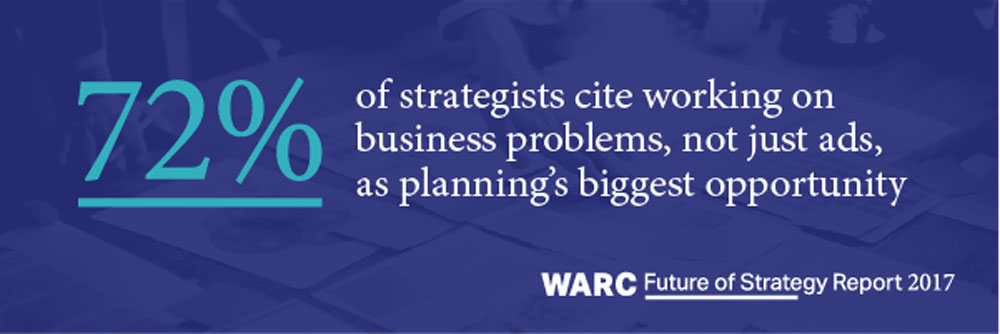 72%
of strategists cite working on
business problems, not just ads,
as planning’s biggest opportunity
WARC Future of Strategy Report 2017